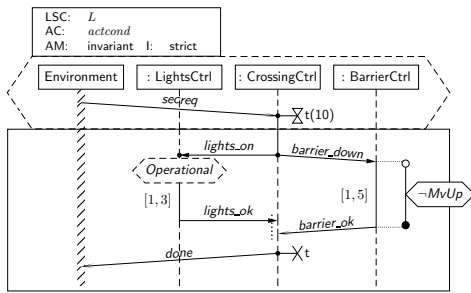 LSC: L
AC: actcond
AM: invariant I: strict
Environment : LightsCtrl : CrossingCtrl : BarrierCtrl
secreq
t(10)
lights_on barrier_down
Operational
¬MvUp
[1, 3] [1, 5]
lights_ok barrier_ok
done t